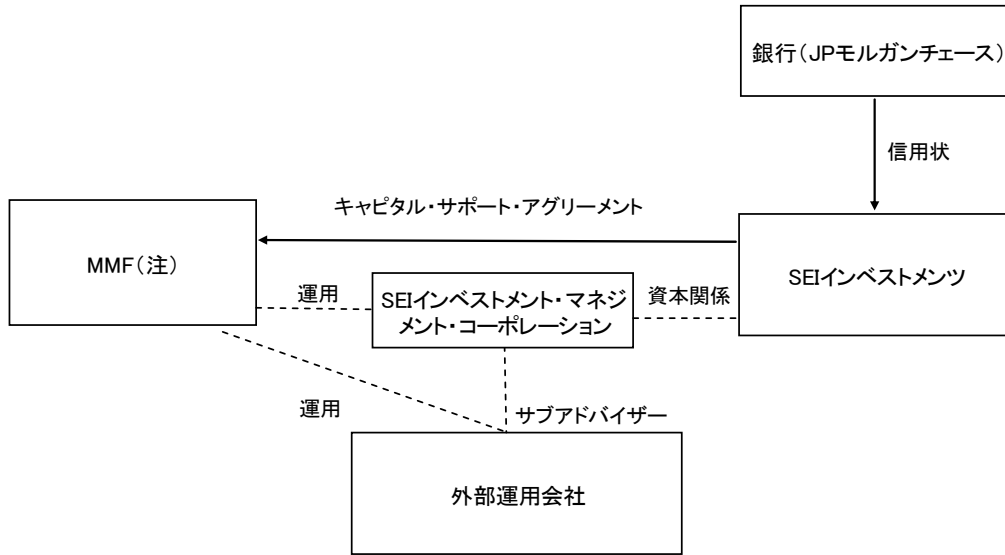 銀行(JPモルガンチェース)
信用状
キャピタル・サポート・アグリーメント
MMF(注)
SEIインベストメンツ
運用
SEIインベストメント・マネジ
メント・コーポレーション
資本関係
運用
サブアドバイザー
外部運用会社